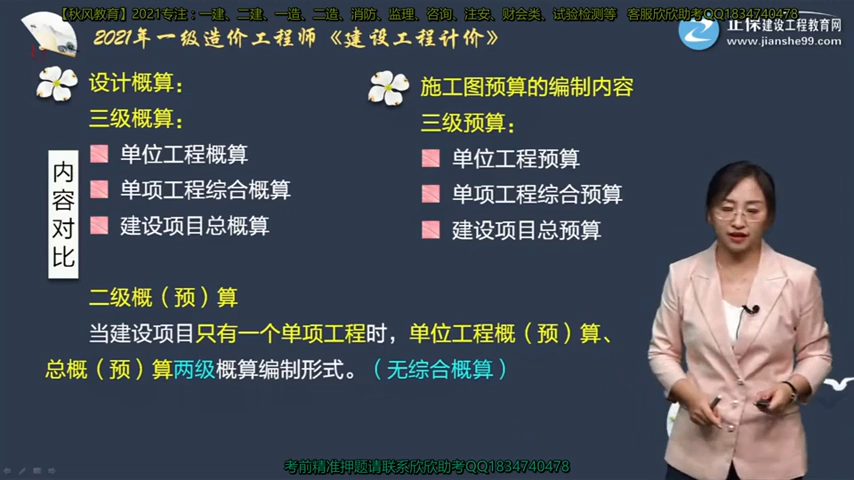 【秋风教育】2021专注：一建、二建、一造、二造、消防、监理、咨询、注安、财会类、试验检测等 客服欣欣助考QQ1834740478
2021年一级造价工程师《建设工程计价》
正保建设工程教育网
www.jianshe99.com
内容对比
设计概算：
三级概算：
单位工程概算
单项工程综合概算
建设项目总概算
施工图预算的编制内容
三级预算：
单位工程预算
单项工程综合预算
建设项目总预算
二级概（预）算
当建设项目只有一个单项工程时，单位工程概（预）算、
总概（预）算两级概算编制形式。（无综合概算）
考前精准押题请联系欣欣助考QQ1834740478